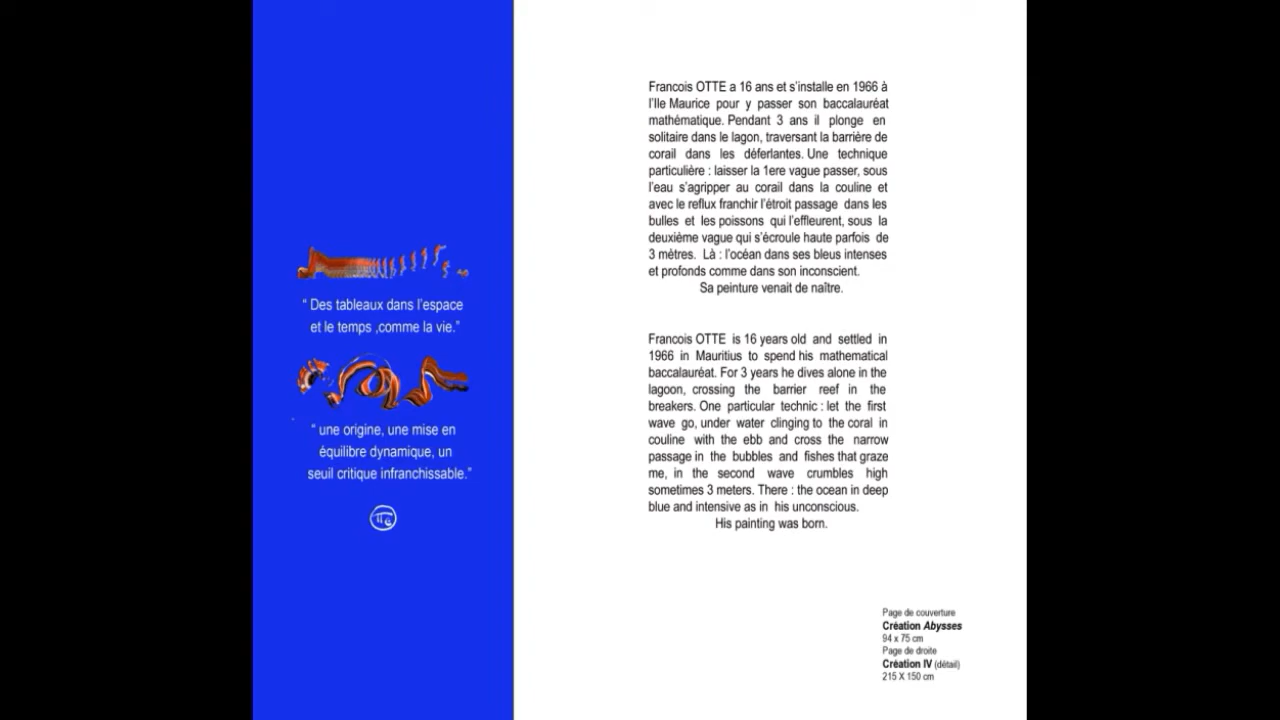 “ Des tableaux dans l’espace
et le temps ,comme la vie.”
“ une origine, une mise en
équilibre dynamique, un
seuil critique infranchissable.”
Francois OTTE a 16 ans et s’installe en 1966 à
l’Ile Maurice pour y passer son baccalauréat
mathématique. Pendant 3 ans il plonge en
solitaire dans le lagon, traversant la barrière de
corail dans les déferlantes. Une technique
particulière : laisser la 1ere vague passer, sous
l’eau s’agripper au corail dans la couline et
avec le reflux franchir l’étroit passage dans les
bulles et les poissons qui l’effleurent, sous la
deuxième vague qui s’écroule haute parfois de
3 mètres. Là : l’océan dans ses bleus intenses
et profonds comme dans son inconscient.
Sa peinture venait de naître.
Francois OTTE is 16 years old and settled in
1966 in Mauritius to spend his mathematical
baccalauréat. For 3 years he dives alone in the
lagoon, crossing the barrier reef in the
breakers. One particular technic : let the first
wave go, under water clinging to the coral in
couline with the ebb and cross the narrow
passage in the bubbles and fishes that graze
me, in the second wave crumbles high
sometimes 3 meters. There : the ocean in deep
blue and intensive as in his unconscious.
His painting was born.
Page de couverture
Création Abysses
94 x 75 cm
Page de droite
Création IV (détail)
215 X 150 cm